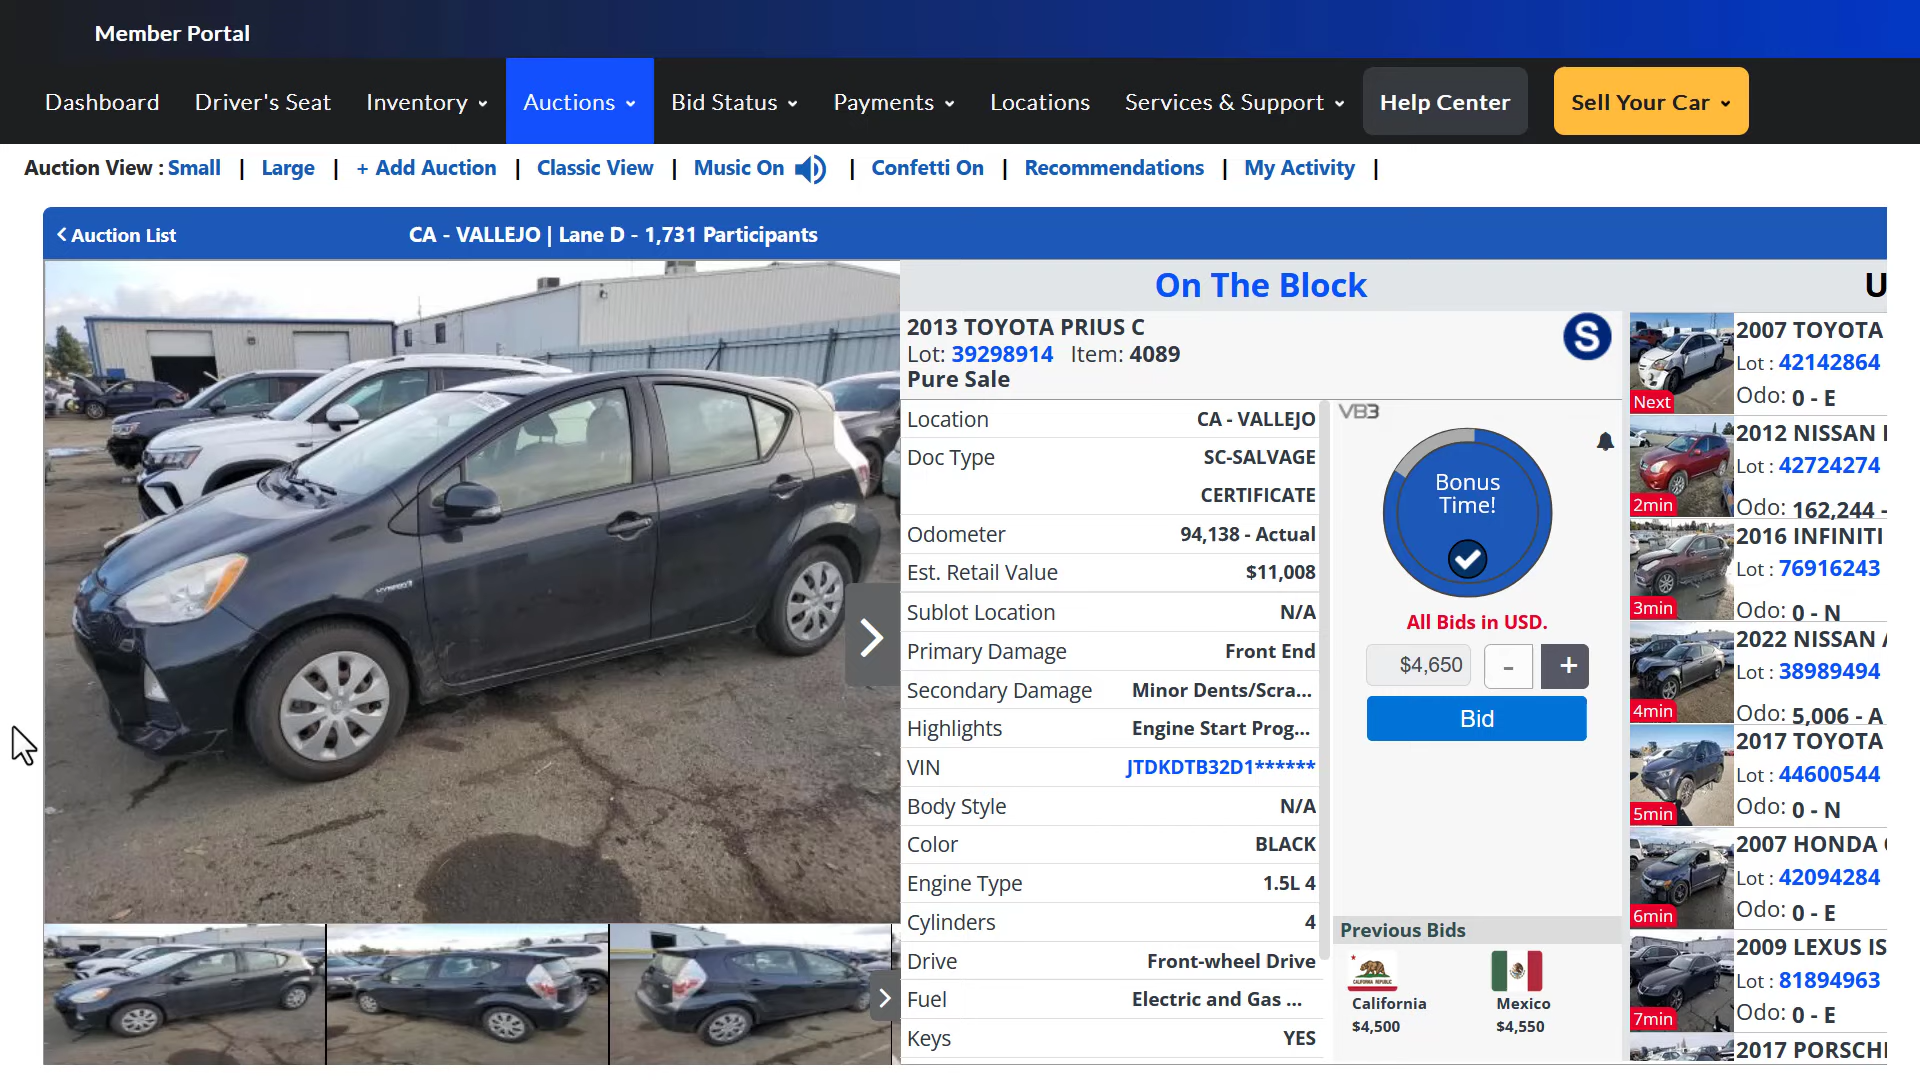 Member Portal
Dashboard Driver's Seat Inventory Auctions Bid Status Payments Locations Services & Support Help Center Sell Your Car
Auction View : Small | Large | + Add Auction | Classic View | Music On | Confetti On | Recommendations | My Activity |
Auction List
CA - VALLEJO | Lane D - 1,731 Participants
On The Block
2013 TOYOTA PRIUS C
Lot: 39298914 Item: 4089
Pure Sale
S
Location CA - VALLEJO
Doc Type SC-SALVAGE
CERTIFICATE
Odometer 94,138 - Actual
Est. Retail Value $11,008
Sublot Location N/A
Primary Damage Front End
Secondary Damage Minor Dents/Scra...
Highlights Engine Start Prog...
VIN JTDKDTB32D1******
Body Style N/A
Color BLACK
Engine Type 1.5L 4
Cylinders 4
Drive Front-wheel Drive
Fuel Electric and Gas ...
Keys YES
VB3
Bonus
Time!
All Bids in USD.
$4,650 - +
Bid
Previous Bids
California
$4,500
Mexico
$4,550
U
2007 TOYOTA
Lot : 42142864
Odo: 0 - E
Next
2012 NISSAN
Lot : 42724274
Odo: 162,244 -
2min
2016 INFINITI
Lot : 76916243
Odo: 0 - N
3min
2022 NISSAN A
Lot : 38989494
Odo: 5,006 - A
4min
2017 TOYOTA
Lot : 44600544
Odo: 0 - N
5min
2007 HONDA
Lot : 42094284
Odo: 0 - E
6min
2009 LEXUS IS
Lot : 81894963
Odo: 0 - E
7min
2017 PORSCH